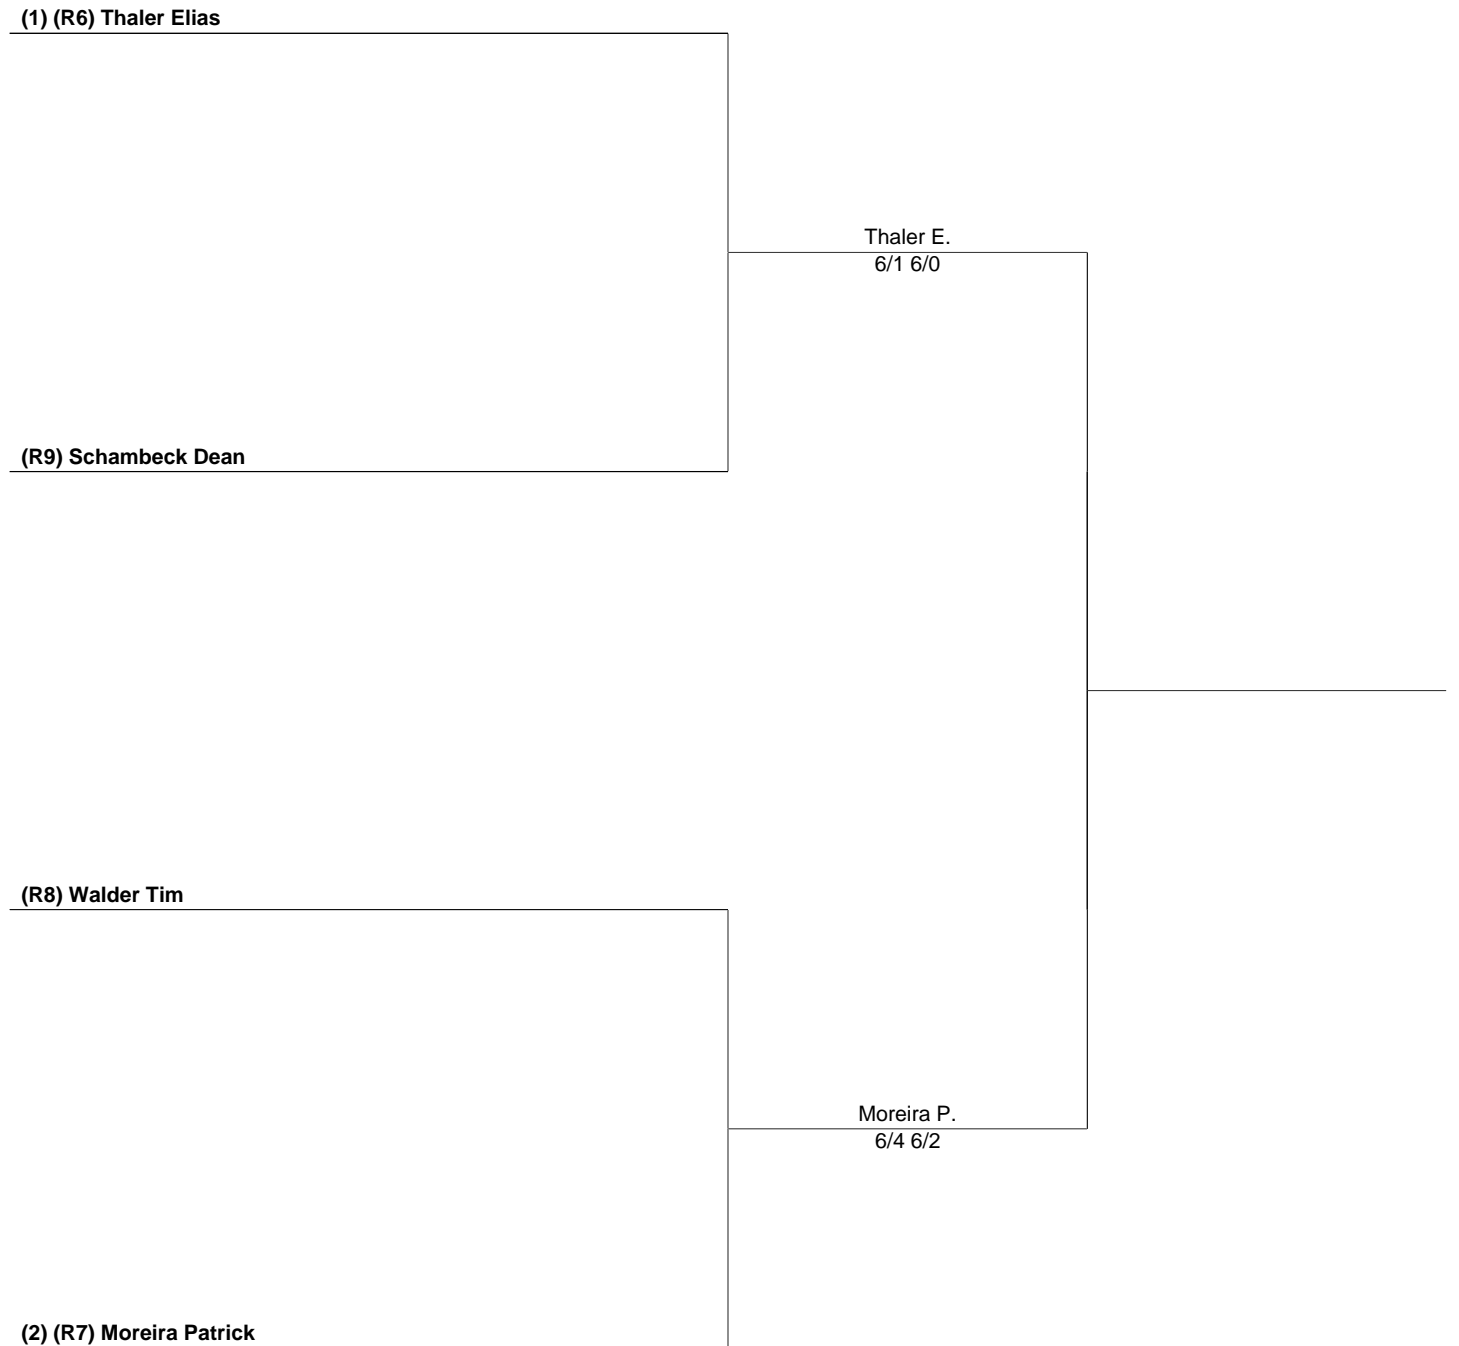 (1) (R6) Thaler Elias
Thaler E.
6/1 6/0
(R9) Schambeck Dean
(R8) Walder Tim
Moreira P.
6/4 6/2
(2) (R7) Moreira Patrick